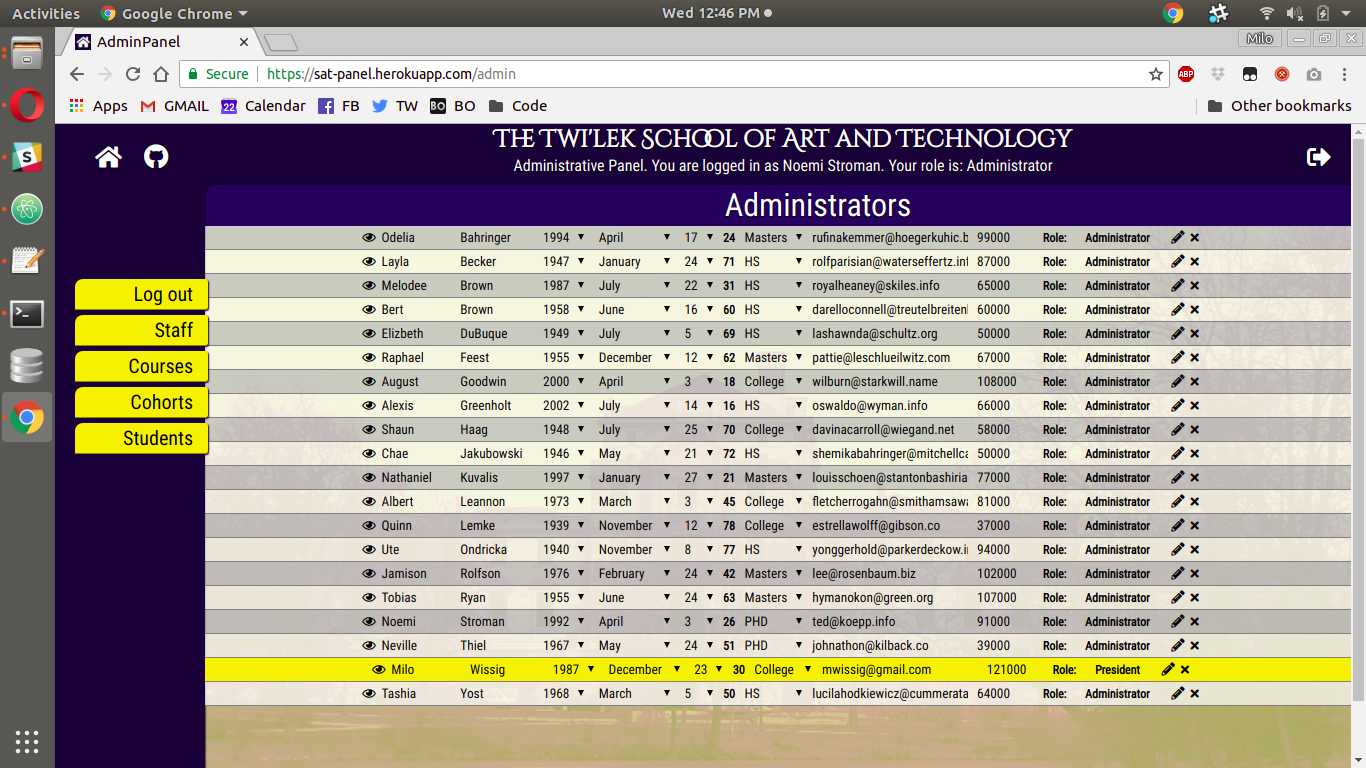 Activities Google Chrome Wed 12:46 PM
AdminPanel Milo
Secure https://sat-panel.herokuapp.com/admin ABP
Apps GMAIL 22 Calendar FB TW BO BO Code Other bookmarks
The Twi'lek School of Art and Technology
Administrative Panel. You are logged in as Noemi Stroman. Your role is: Administrator
Administrators
Log out
Staff
Courses
Cohorts
Students
Odelia Bahringer 1994 April 17 24 Masters rufinakemmer@hoegerkuhic.b 99000 Role: Administrator
Layla Becker 1947 January 24 71 HS rolfparisian@waterseffertz.inf 87000 Role: Administrator
Melodee Brown 1987 July 22 31 HS royalheaney@skiles.info 65000 Role: Administrator
Bert Brown 1958 June 16 60 HS darelloconnell@treutelbreitenl 60000 Role: Administrator
Elizbeth DuBuque 1949 July 5 69 HS lashawnda@schultz.org 50000 Role: Administrator
Raphael Feest 1955 December 12 62 Masters pattie@leschlueilwitz.com 67000 Role: Administrator
August Goodwin 2000 April 3 18 College wilburn@starkwill.name 108000 Role: Administrator
Alexis Greenholt 2002 July 14 16 HS oswaldo@wyman.info 66000 Role: Administrator
Shaun Haag 1948 July 25 70 College davinacarroll@wiegand.net 58000 Role: Administrator
Chae Jakubowski 1946 May 21 72 HS shemikabahringer@mitchellca 50000 Role: Administrator
Nathaniel Kuvalis 1997 January 27 21 Masters louisschoen@stantonbashiria 77000 Role: Administrator
Albert Leannon 1973 March 3 45 College fletcherrogahn@smithamsawa 81000 Role: Administrator
Quinn Lemke 1939 November 12 78 College estrellawolff@gibson.co 37000 Role: Administrator
Ute Ondricka 1940 November 8 77 HS yonggerhold@parkerdeckow.i 94000 Role: Administrator
Jamison Rolfson 1976 February 24 42 Masters lee@rosenbaum.biz 102000 Role: Administrator
Tobias Ryan 1955 June 24 63 Masters hymanokon@green.org 107000 Role: Administrator
Noemi Stroman 1992 April 3 26 PHD ted@koepp.info 91000 Role: Administrator
Neville Thiel 1967 May 24 51 PHD johnathon@kilback.co 39000 Role: Administrator
Milo Wissig 1987 December 23 30 College mwissig@gmail.com 121000 Role: President
Tashia Yost 1968 March 5 50 HS lucilahodkiewicz@cummerata 64000 Role: Administrator